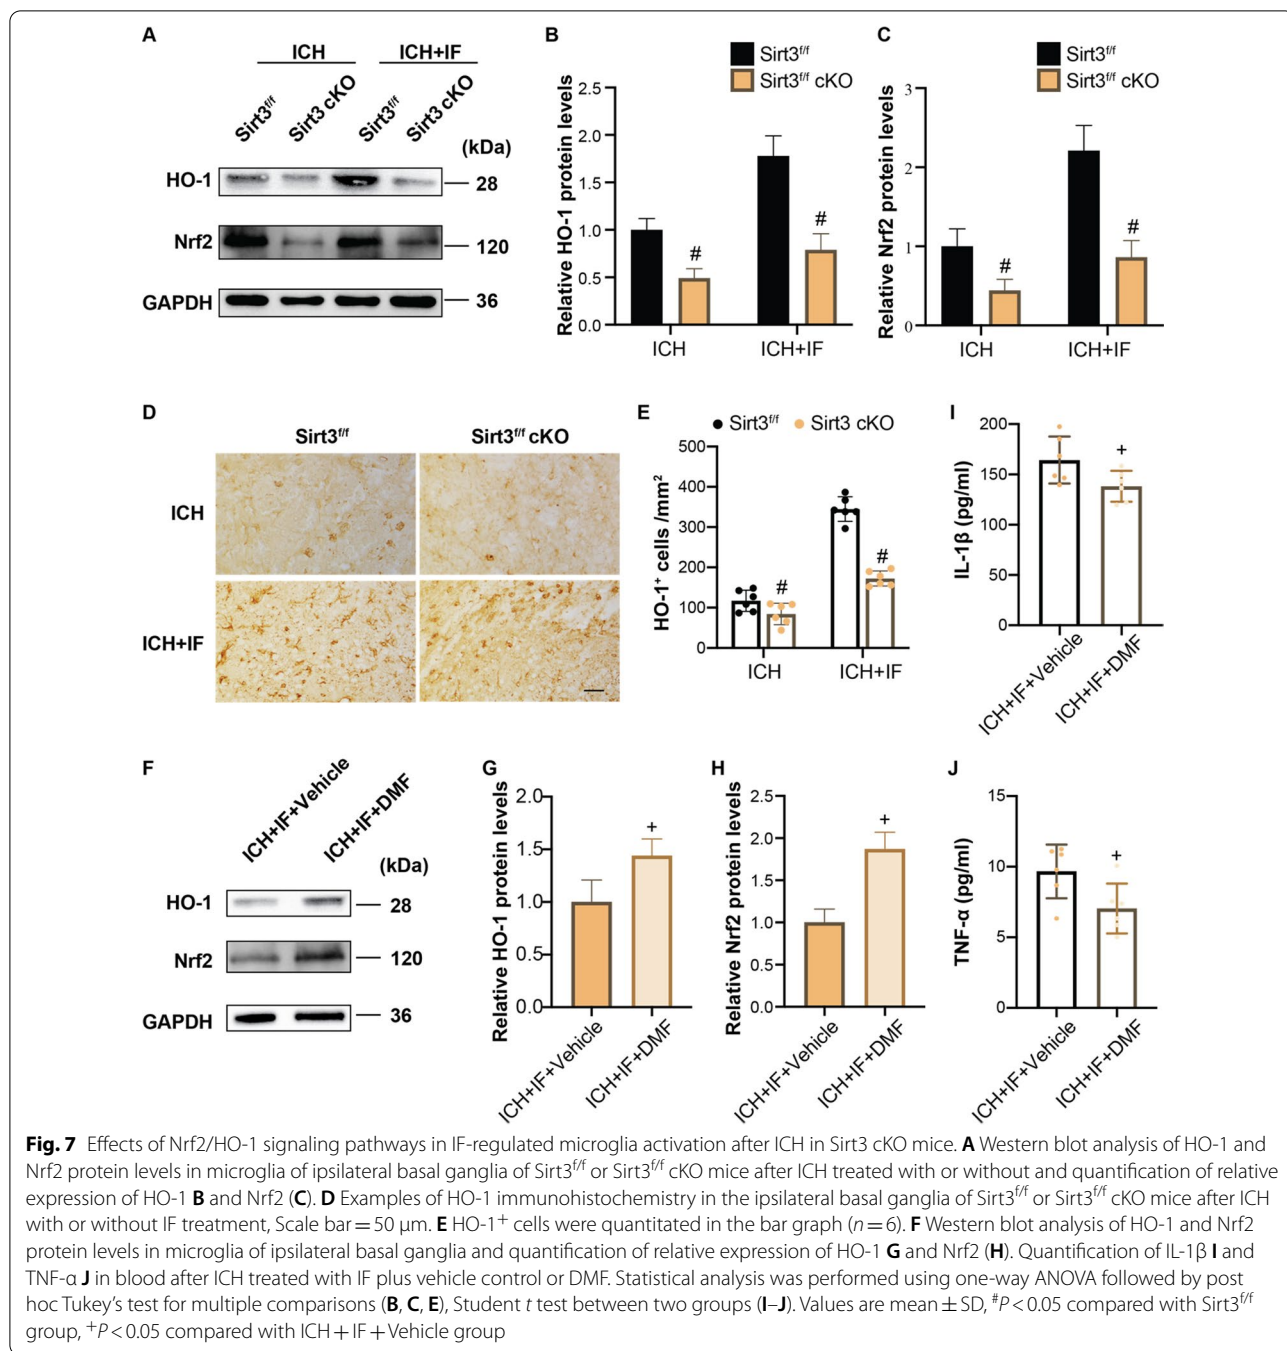 A
ICH
ICH+IF
Sirt3f/f
Sirt3 cKO
Sirt3f/f
Sirt3 cKO
(kDa)
HO-1
28
Nrf2
120
GAPDH
36
B
Sirt3f/f
Sirt3f/f cKO
Relative HO-1 protein levels
2.5
2.0
1.5
1.0
0.5
0.0
#
#
ICH
ICH+IF
C
Sirt3f/f
Sirt3f/f cKO
Relative Nrf2 protein levels
3
2
1
0
#
#
ICH
ICH+IF
D
Sirt3f/f
Sirt3f/f cKO
ICH
ICH+IF
E
Sirt3f/f
Sirt3 cKO
HO-1+ cells /mm2
500
400
300
200
100
0
#
#
ICH
ICH+IF
I
IL-1β (pg/ml)
200
150
100
50
0
+
ICH+IF+Vehicle
ICH+IF+DMF
F
ICH+IF+Vehicle
ICH+IF+DMF
(kDa)
HO-1
28
Nrf2
120
GAPDH
36
G
Relative HO-1 protein levels
2.0
1.5
1.0
0.5
0.0
+
ICH+IF+Vehicle
ICH+IF+DMF
H
Relative Nrf2 protein levels
2.5
2.0
1.5
1.0
0.5
0.0
+
ICH+IF+Vehicle
ICH+IF+DMF
J
TNF-α (pg/ml)
15
10
5
0
+
ICH+IF+Vehicle
ICH+IF+DMF
Fig. 7 Effects of Nrf2/HO-1 signaling pathways in IF-regulated microglia activation after ICH in Sirt3 cKO mice. A Western blot analysis of HO-1 and
Nrf2 protein levels in microglia of ipsilateral basal ganglia of Sirt3f/f or Sirt3f/f cKO mice after ICH treated with or without and quantification of relative
expression of HO-1 B and Nrf2 (C). D Examples of HO-1 immunohistochemistry in the ipsilateral basal ganglia of Sirt3f/f or Sirt3f/f cKO mice after ICH
with or without IF treatment, Scale bar = 50 μm. E HO-1+ cells were quantitated in the bar graph (n = 6). F Western blot analysis of HO-1 and Nrf2
protein levels in microglia of ipsilateral basal ganglia and quantification of relative expression of HO-1 G and Nrf2 (H). Quantification of IL-1β I and
TNF-α J in blood after ICH treated with IF plus vehicle control or DMF. Statistical analysis was performed using one-way ANOVA followed by post
hoc Tukey's test for multiple comparisons (B, C, E), Student t test between two groups (I–J). Values are mean ± SD, #P < 0.05 compared with Sirt3f/f
group, +P < 0.05 compared with ICH + IF + Vehicle group